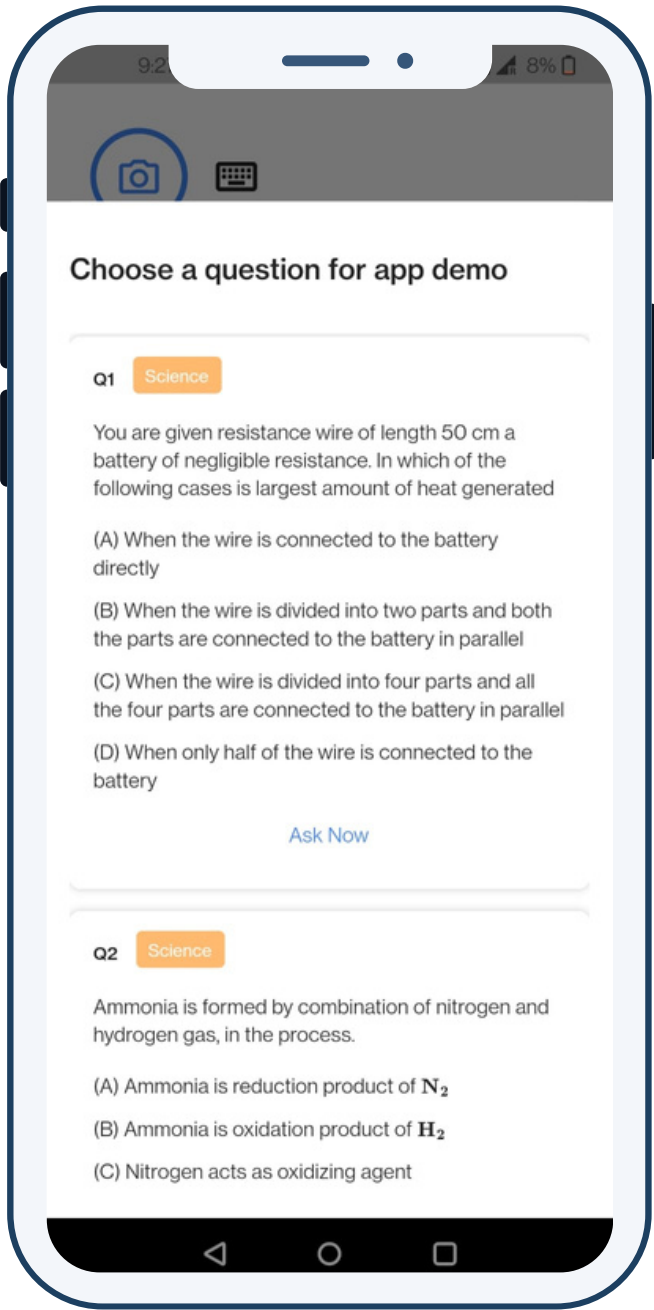 9:2
8%
Choose a question for app demo
Q1 Science
You are given resistance wire of length 50 cm a
battery of negligible resistance. In which of the
following cases is largest amount of heat generated
(A) When the wire is connected to the battery
directly
(B) When the wire is divided into two parts and both
the parts are connected to the battery in parallel
(C) When the wire is divided into four parts and all
the four parts are connected to the battery in parallel
(D) When only half of the wire is connected to the
battery
Ask Now
Q2 Science
Ammonia is formed by combination of nitrogen and
hydrogen gas, in the process.
(A) Ammonia is reduction product of N₂
(B) Ammonia is oxidation product of H₂
(C) Nitrogen acts as oxidizing agent